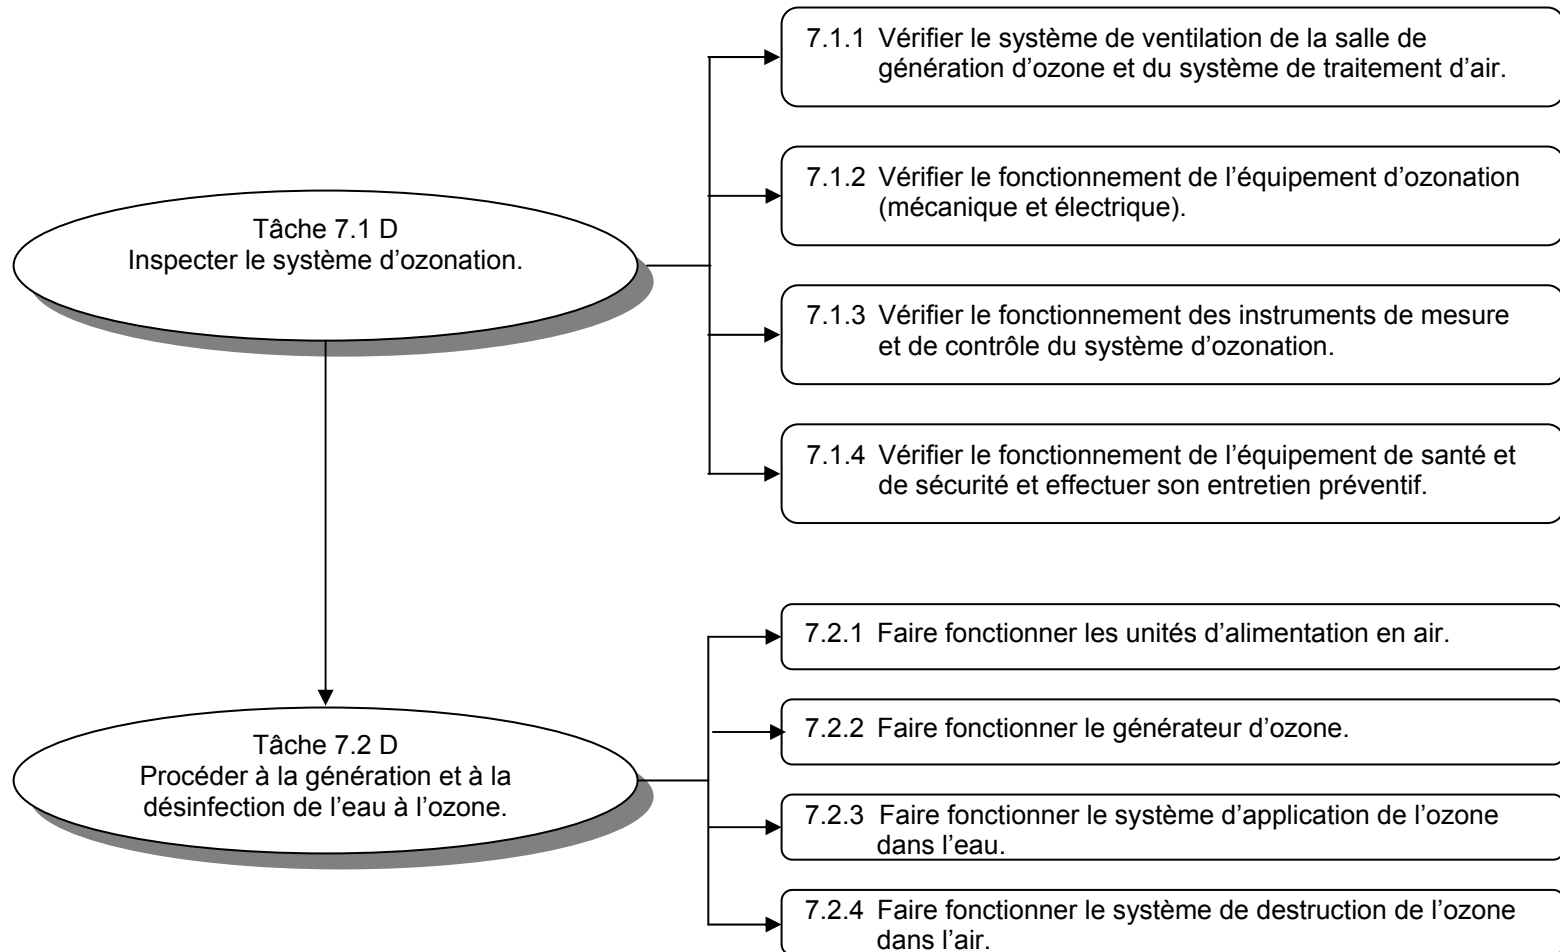 7.1.1 Vérifier le système de ventilation de la salle de
génération d’ozone et du système de traitement d’air.
7.1.2 Vérifier le fonctionnement de l’équipement d’ozonation
(mécanique et électrique).
Tâche 7.1 D
Inspecter le système d’ozonation.
7.1.3 Vérifier le fonctionnement des instruments de mesure
et de contrôle du système d’ozonation.
7.1.4 Vérifier le fonctionnement de l’équipement de santé et
de sécurité et effectuer son entretien préventif.
7.2.1 Faire fonctionner les unités d’alimentation en air.
7.2.2 Faire fonctionner le générateur d’ozone.
Tâche 7.2 D
Procéder à la génération et à la
désinfection de l’eau à l’ozone.
7.2.3 Faire fonctionner le système d’application de l’ozone
dans l’eau.
7.2.4 Faire fonctionner le système de destruction de l’ozone
dans l’air.